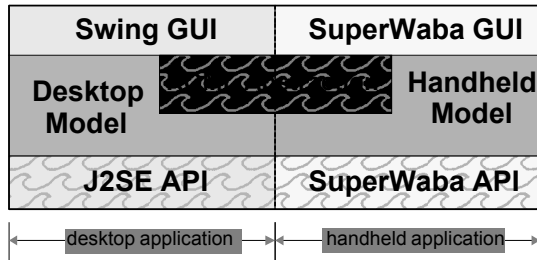 Swing GUI
SuperWaba GUI
Desktop
Model
Handheld
Model
J2SE API
SuperWaba API
desktop application
handheld application